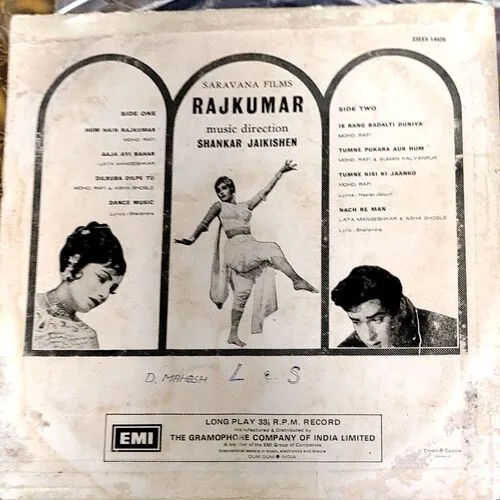 33ESX 14026
SARAVANA FILMS
RAJKUMAR
music direction
SHANKAR JAIKISHEN
SIDE ONE
HUM HAIN RAJKUMAR
MOHD. RAFI
AAJA AYI BAHAR
LATA MANGESHKAR
DILRUBA DILPE TU
MOHD. RAFI & ASHA BHOSLE
DANCE MUSIC
Lyrics: Shailendra
SIDE TWO
IS RANG BADALTI DUNIYA
MOHD. RAFI
TUMNE PUKARA AUR HUM
MOHD. RAFI & SUMAN KALYANPUR
TUMNE KISI KI JAANKO
MOHD. RAFI
Lyrics: Hasrat Jaipuri
NACH RE MAN
LATA MANGESHKAR & ASHA BHOSLE
Lyric: Shailendra
D. MAHESH L c. S
EMI
LONG PLAY 33⅓ R.P.M. RECORD
Manufactured & Distributed by
THE GRAMOPHONE COMPANY OF INDIA LIMITED
A member of the EMI Group of Companies
International leaders in music, electronics and leisure
DUM DUM • INDIA